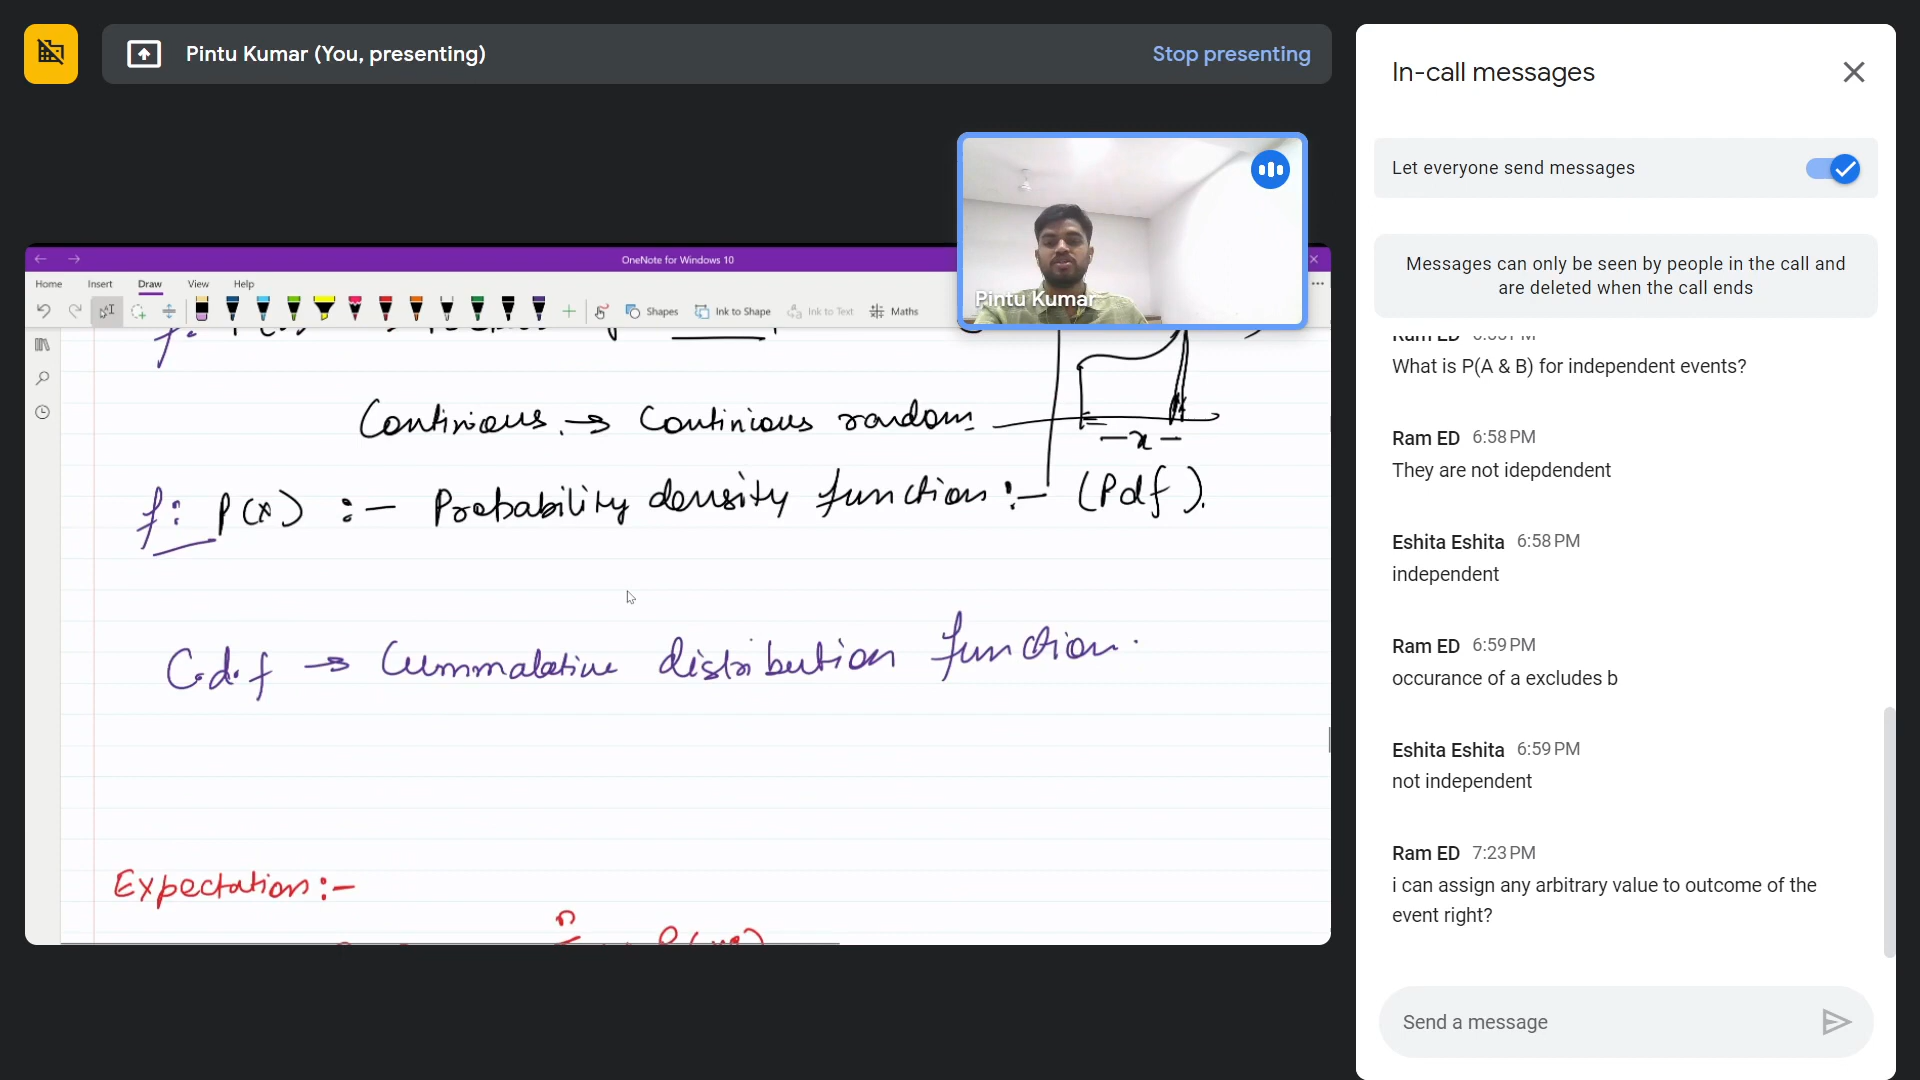 Pintu Kumar (You, presenting)
Stop presenting
In-call messages
Let everyone send messages
Messages can only be seen by people in the call and
are deleted when the call ends
What is P(A & B) for independent events?
Ram ED 6:58 PM
They are not idepdendent
Eshita Eshita 6:58 PM
independent
Ram ED 6:59 PM
occurance of a excludes b
Eshita Eshita 6:59 PM
not independent
Ram ED 7:23 PM
i can assign any arbitrary value to outcome of the
event right?
Send a message
Pintu Kumar
OneNote for Windows 10
Home Insert Draw View Help
Shapes Ink to Shape Ink to Text Maths
Continious → Continious random
x
f: P(x) :- Probability density function :- (Pdf).
C.d.f → Cummalative distribution function.
Expectation :-
n